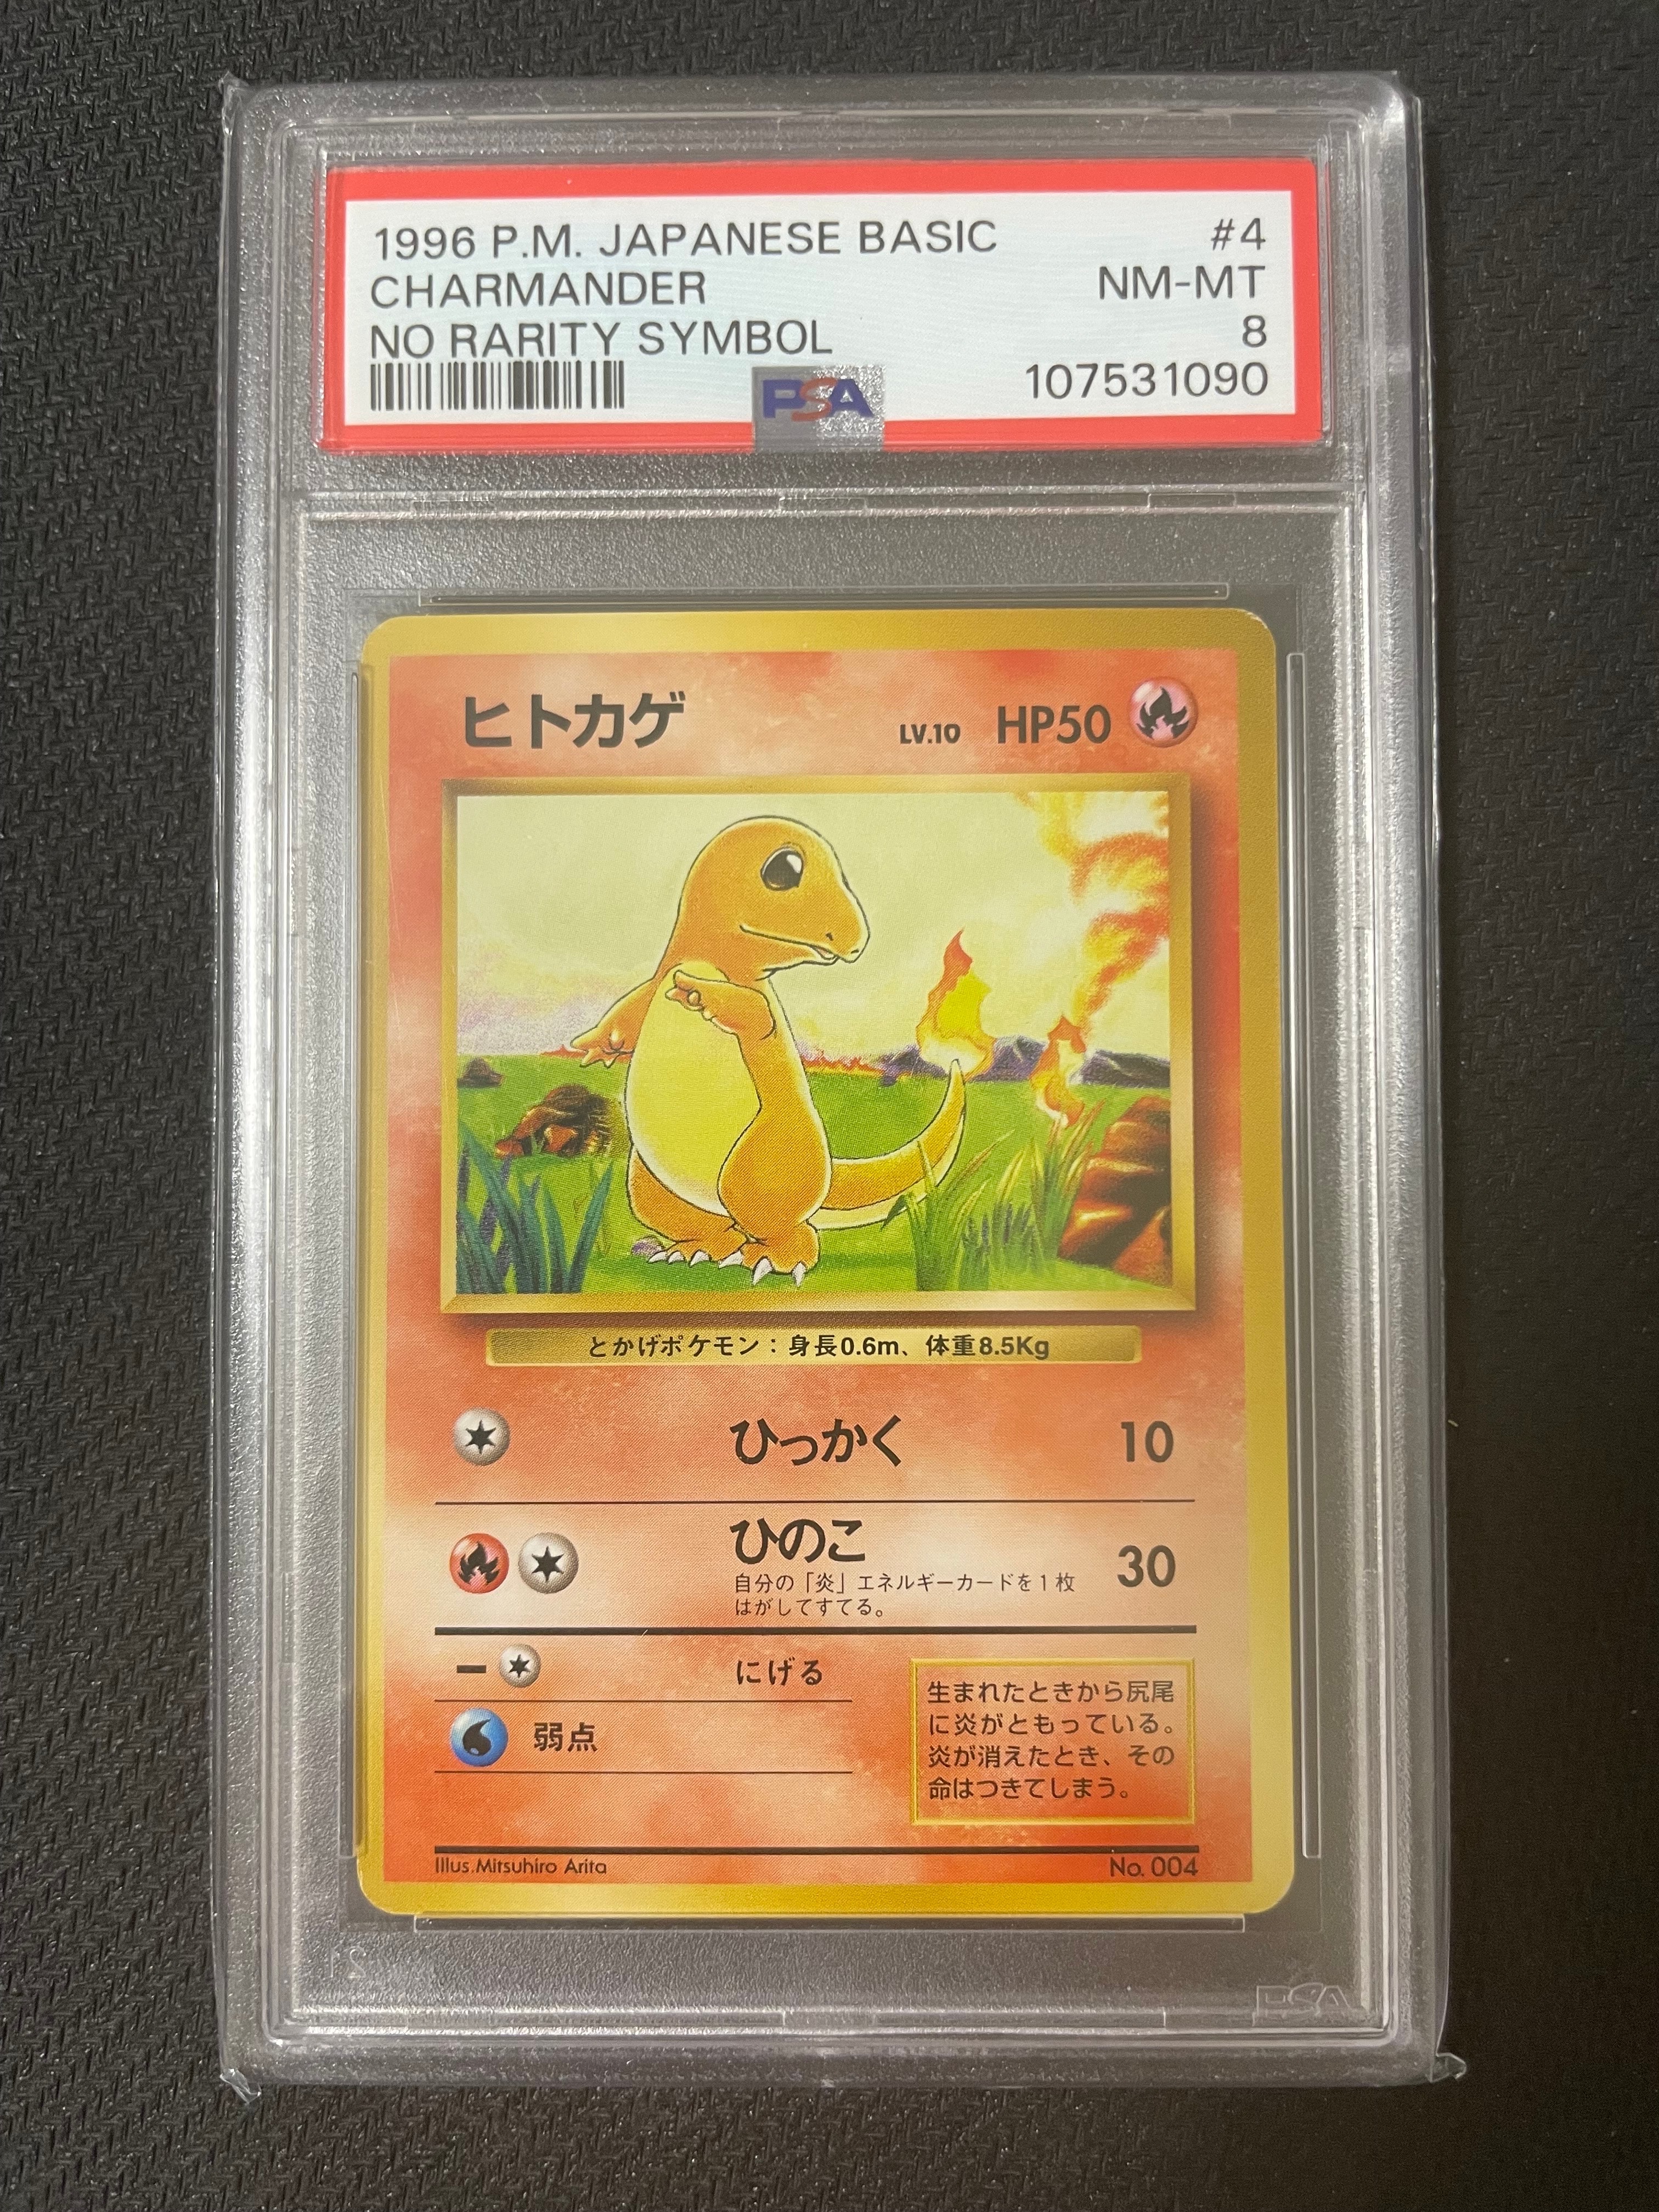 1996 P.M. JAPANESE BASIC #4
CHARMANDER NM-MT
NO RARITY SYMBOL 8
PSA 107531090
ヒトカゲ LV.10 HP50
とかげポケモン：身長0.6m、体重8.5Kg
ひっかく 10
ひのこ 30
自分の「炎」エネルギーカードを1枚
はがしてすてる。
にげる
弱点
生まれたときから尻尾
に炎がともっている。
炎が消えたとき、その
命はつきてしまう。
Illus.Mitsuhiro Arita No. 004
PSA